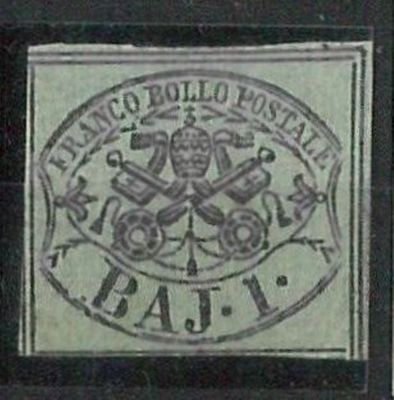 FRANCO BOLLO POSTALE
BAJ. 1.